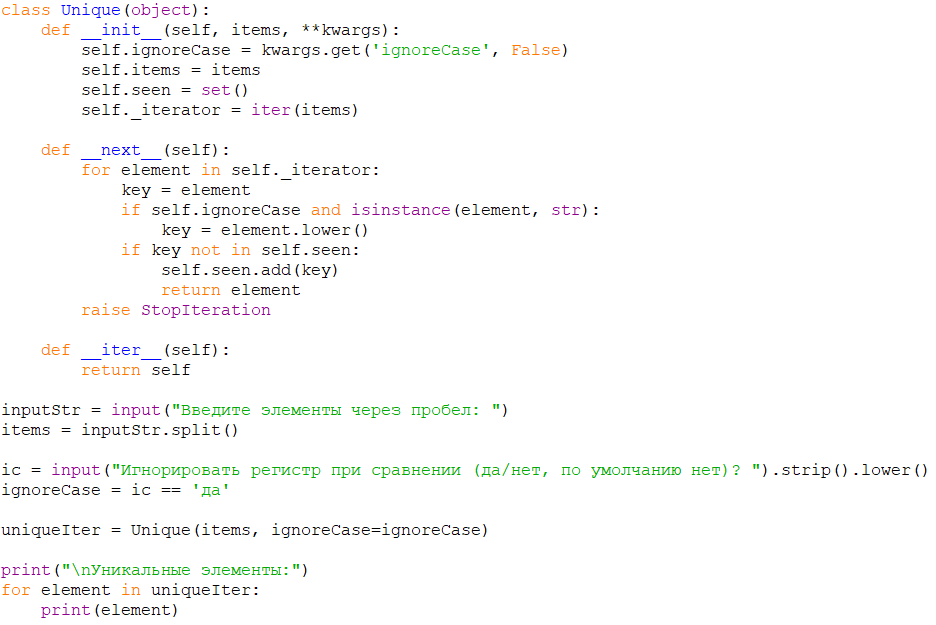 class Unique(object):
    def __init__(self, items, **kwargs):
        self.ignoreCase = kwargs.get('ignoreCase', False)
        self.items = items
        self.seen = set()
        self._iterator = iter(items)

    def __next__(self):
        for element in self._iterator:
            key = element
            if self.ignoreCase and isinstance(element, str):
                key = element.lower()
            if key not in self.seen:
                self.seen.add(key)
                return element
        raise StopIteration

    def __iter__(self):
        return self

inputStr = input("Введите элементы через пробел: ")
items = inputStr.split()

ic = input("Игнорировать регистр при сравнении (да/нет, по умолчанию нет)? ").strip().lower()
ignoreCase = ic == 'да'

uniqueIter = Unique(items, ignoreCase=ignoreCase)

print("\nУникальные элементы:")
for element in uniqueIter:
    print(element)